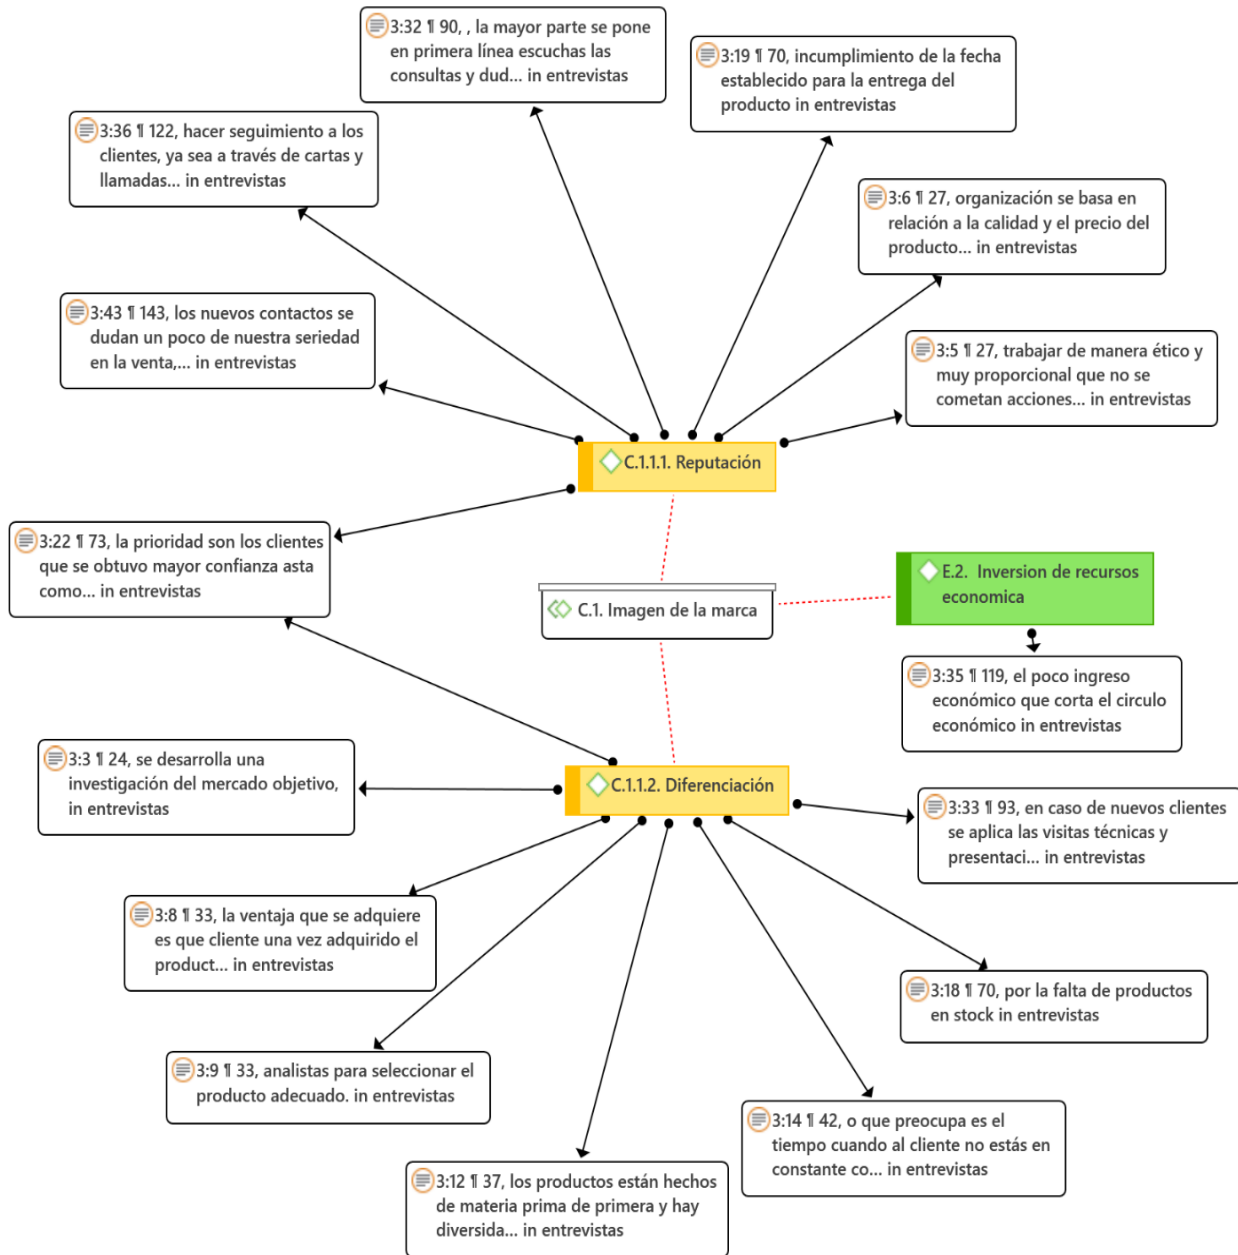 3:32 ¶ 90, , la mayor parte se pone
en primera línea escuchas las
consultas y dud... in entrevistas
3:19 ¶ 70, incumplimiento de la fecha
establecido para la entrega del
producto in entrevistas
3:36 ¶ 122, hacer seguimiento a los
clientes, ya sea a través de cartas y
llamadas... in entrevistas
3:6 ¶ 27, organización se basa en
relación a la calidad y el precio del
producto... in entrevistas
3:43 ¶ 143, los nuevos contactos se
dudan un poco de nuestra seriedad
en la venta,... in entrevistas
3:5 ¶ 27, trabajar de manera ético y
muy proporcional que no se
cometan acciones... in entrevistas
C.1.1.1. Reputación
3:22 ¶ 73, la prioridad son los clientes
que se obtuvo mayor confianza asta
como... in entrevistas
E.2. Inversion de recursos
economica
C.1. Imagen de la marca
3:35 ¶ 119, el poco ingreso
económico que corta el circulo
económico in entrevistas
3:3 ¶ 24, se desarrolla una
investigación del mercado objetivo,
in entrevistas
C.1.1.2. Diferenciación
3:33 ¶ 93, en caso de nuevos clientes
se aplica las visitas técnicas y
presentaci... in entrevistas
3:8 ¶ 33, la ventaja que se adquiere
es que cliente una vez adquirido el
product... in entrevistas
3:18 ¶ 70, por la falta de productos
en stock in entrevistas
3:9 ¶ 33, analistas para seleccionar el
producto adecuado. in entrevistas
3:14 ¶ 42, o que preocupa es el
tiempo cuando al cliente no estás en
constante co... in entrevistas
3:12 ¶ 37, los productos están hechos
de materia prima de primera y hay
diversida... in entrevistas